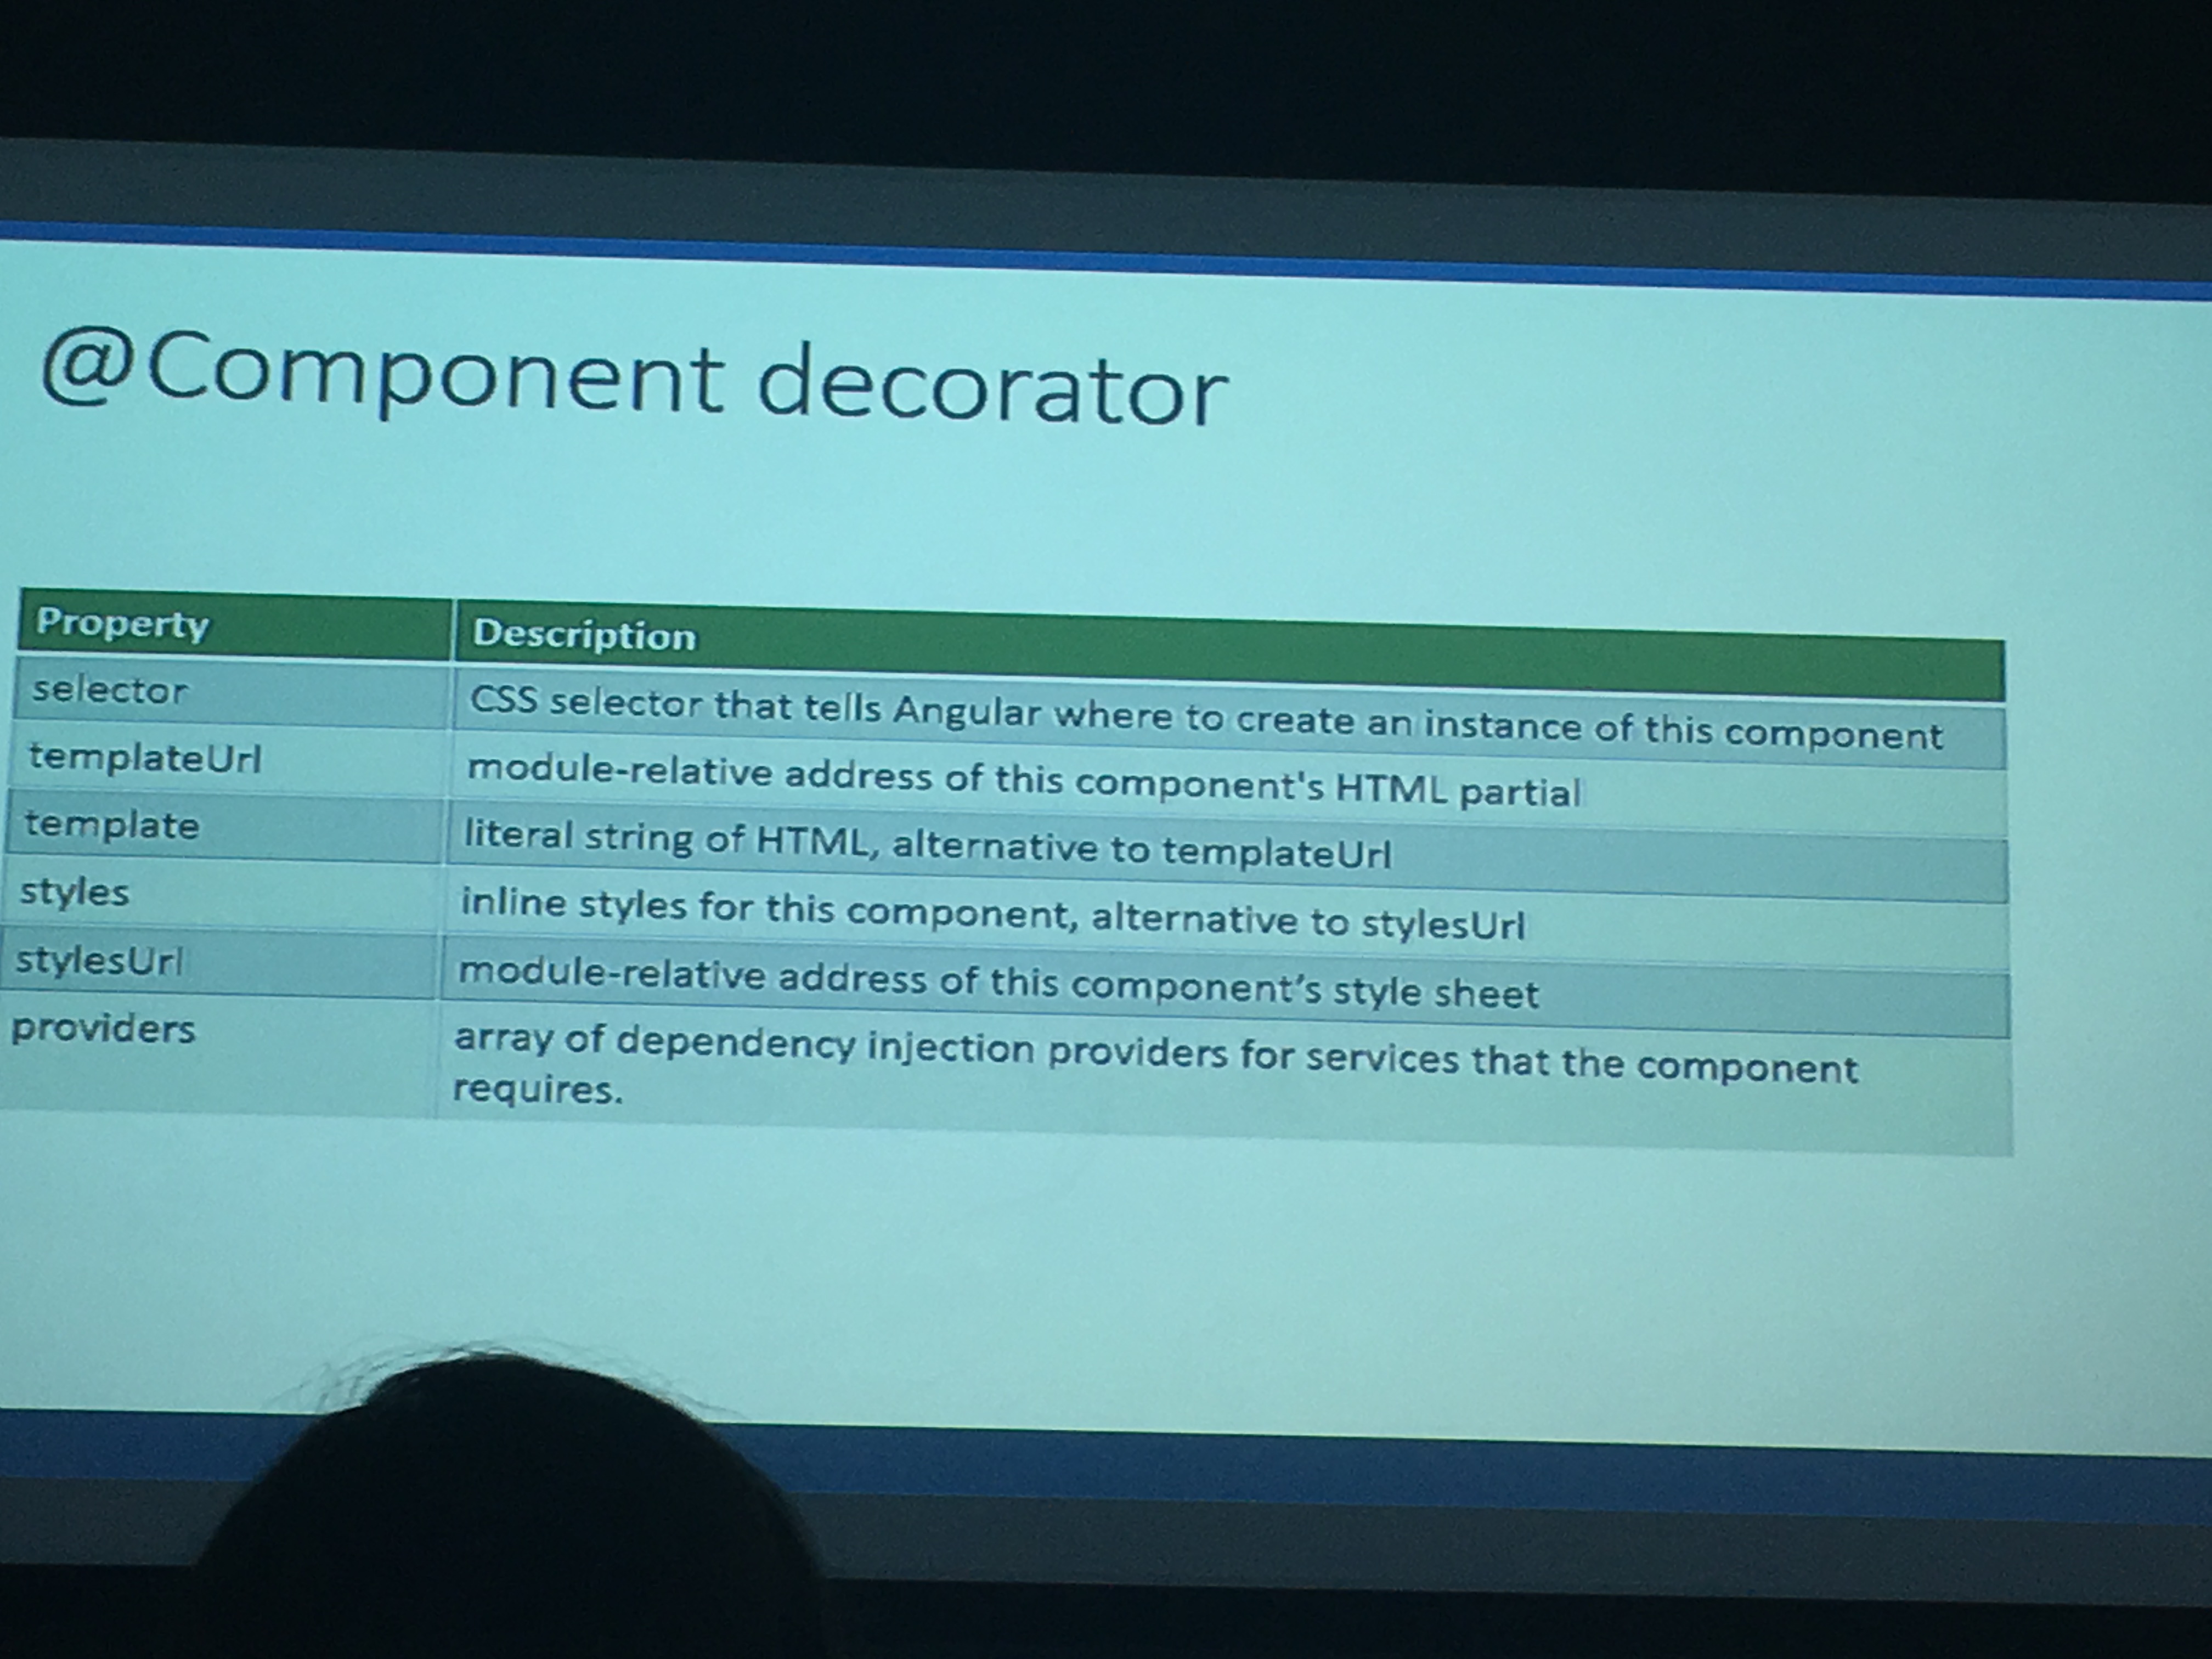 @Component decorator
Property Description
selector CSS selector that tells Angular where to create an instance of this component
templateUrl module-relative address of this component's HTML partial
template literal string of HTML, alternative to templateUrl
styles inline styles for this component, alternative to stylesUrl
stylesUrl module-relative address of this component’s style sheet
providers array of dependency injection providers for services that the component
requires.